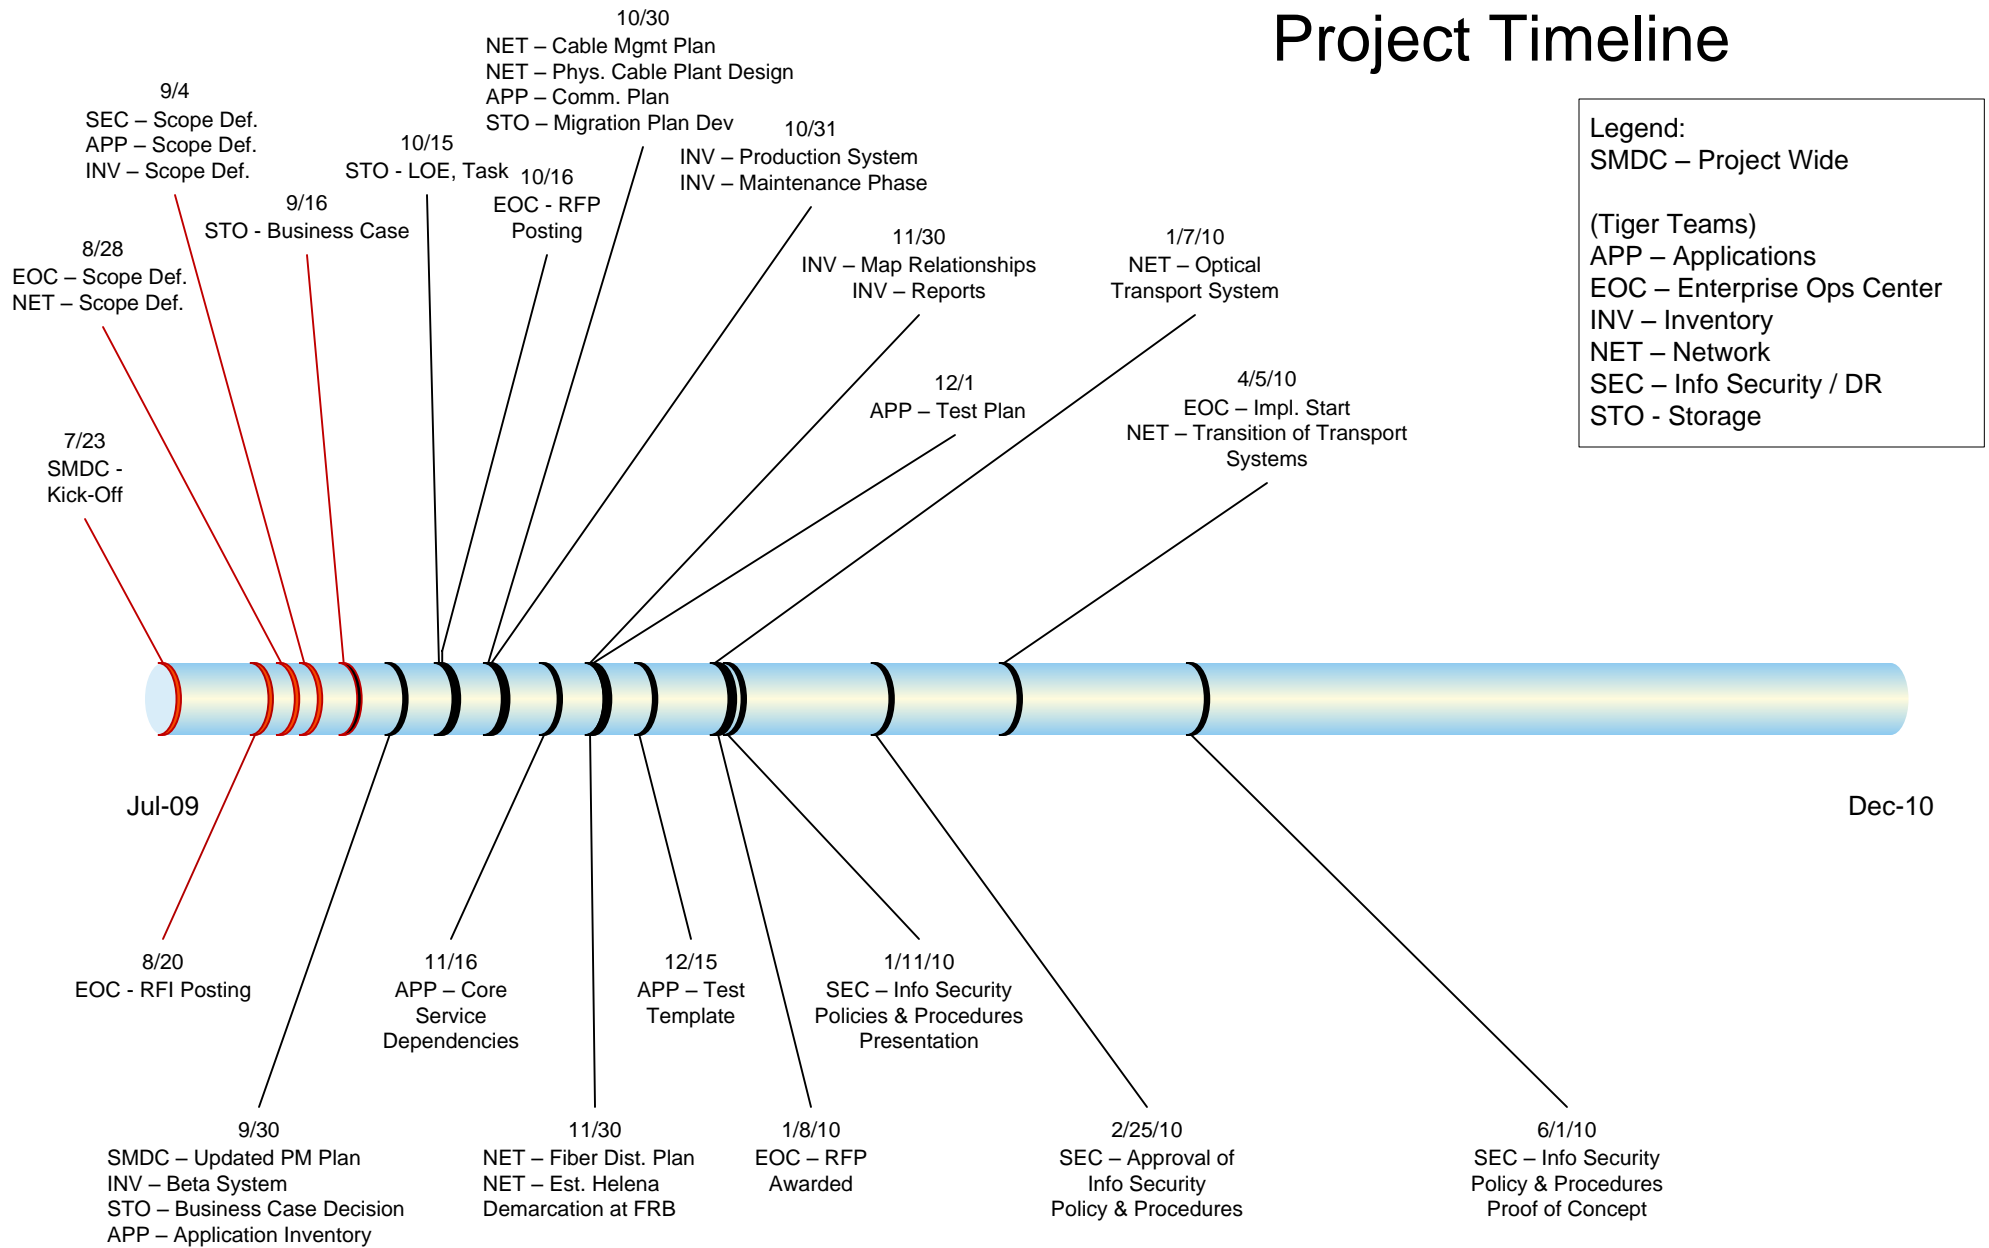 Project Timeline
10/30
NET – Cable Mgmt Plan
NET – Phys. Cable Plant Design
APP – Comm. Plan
STO – Migration Plan Dev
9/4
SEC – Scope Def.
APP – Scope Def.
INV – Scope Def.
10/15
STO - LOE, Task
10/31
INV – Production System
INV – Maintenance Phase
10/16
EOC - RFP
Posting
9/16
STO - Business Case
8/28
EOC – Scope Def.
NET – Scope Def.
11/30
INV – Map Relationships
INV – Reports
1/7/10
NET – Optical
Transport System
12/1
APP – Test Plan
4/5/10
EOC – Impl. Start
NET – Transition of Transport
Systems
7/23
SMDC -
Kick-Off
Legend:
SMDC – Project Wide
(Tiger Teams)
APP – Applications
EOC – Enterprise Ops Center
INV – Inventory
NET – Network
SEC – Info Security / DR
STO - Storage
Jul-09
Dec-10
8/20
EOC - RFI Posting
11/16
APP – Core
Service
Dependencies
12/15
APP – Test
Template
1/11/10
SEC – Info Security
Policies & Procedures
Presentation
9/30
SMDC – Updated PM Plan
INV – Beta System
STO – Business Case Decision
APP – Application Inventory
11/30
NET – Fiber Dist. Plan
NET – Est. Helena
Demarcation at FRB
1/8/10
EOC – RFP
Awarded
2/25/10
SEC – Approval of
Info Security
Policy & Procedures
6/1/10
SEC – Info Security
Policy & Procedures
Proof of Concept